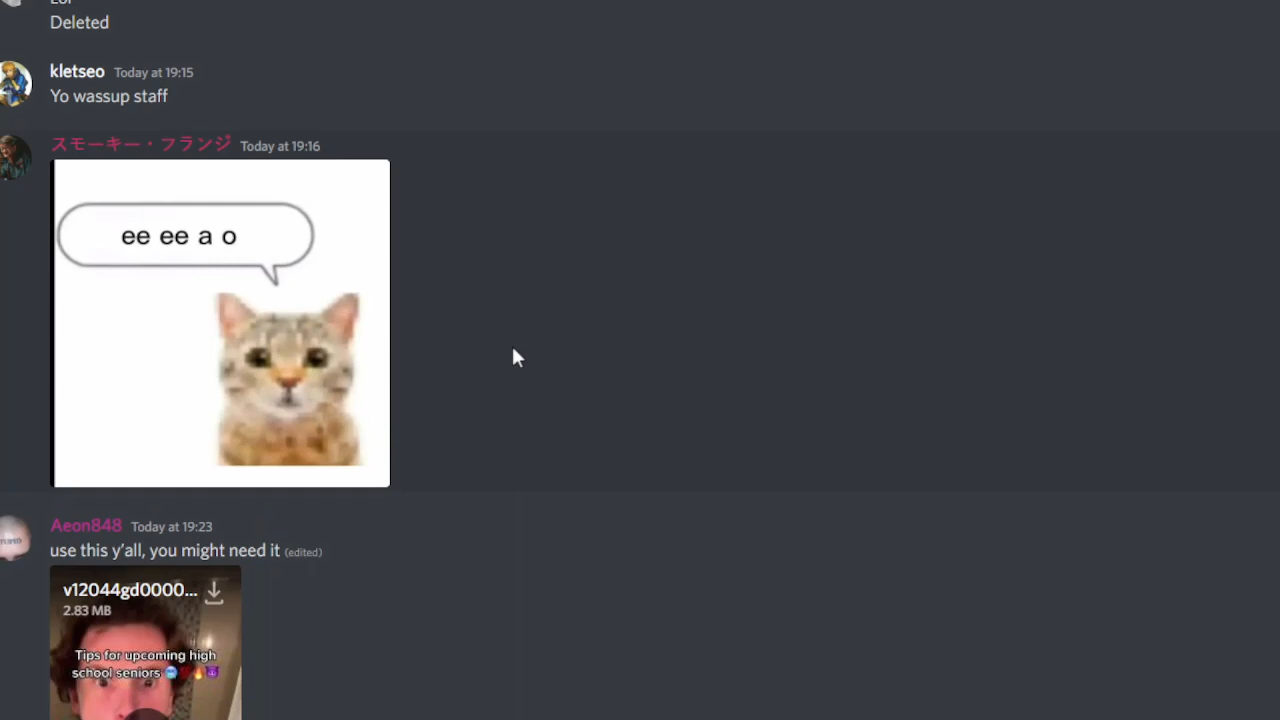 Deleted
kletseo Today at 19:15
Yo wassup staff
スモーキー・フランジ Today at 19:16
ee ee a o
Aeon848 Today at 19:23
use this y'all, you might need it (edited)
v12044gd0000...
2.83 MB
Tips for upcoming high
school seniors 🥶❤️🔥😈